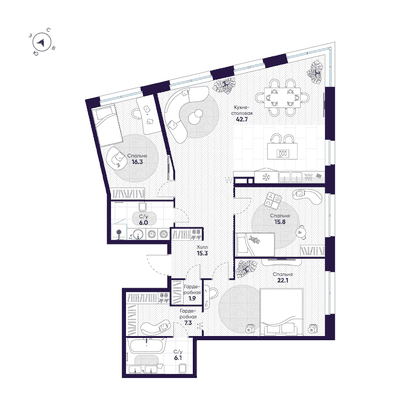 Кухня-
столовая
42.7
Спальня
16.3
С/у
6.0
Спальня
15.8
Холл
15.3
Спальня
22.1
Гарде-
робная
1.9
Гарде-
робная
7.3
С/у
6.1